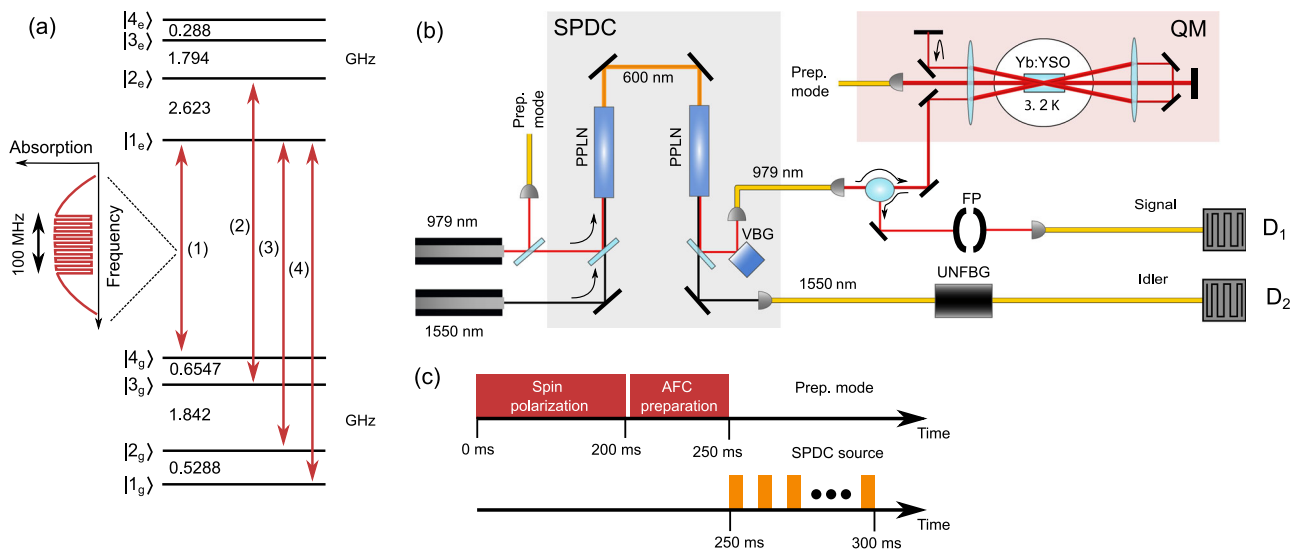 (a)
|4e⟩
0.288
|3e⟩
GHz
1.794
|2e⟩
2.623
|1e⟩
Absorption
100 MHz
Frequency
(1)
(2)
(3)
(4)
|4g⟩
0.6547
|3g⟩
1.842
GHz
|2g⟩
0.5288
|1g⟩
(b)
SPDC
600 nm
Prep.
mode
PPLN
PPLN
979 nm
1550 nm
VBG
979 nm
1550 nm
QM
Prep.
mode
Yb:YSO
3.2 K
FP
Signal
D1
UNFBG
Idler
D2
(c)
Spin
polarization
AFC
preparation
Prep. mode
Time
0 ms
200 ms
250 ms
SPDC source
Time
250 ms
300 ms